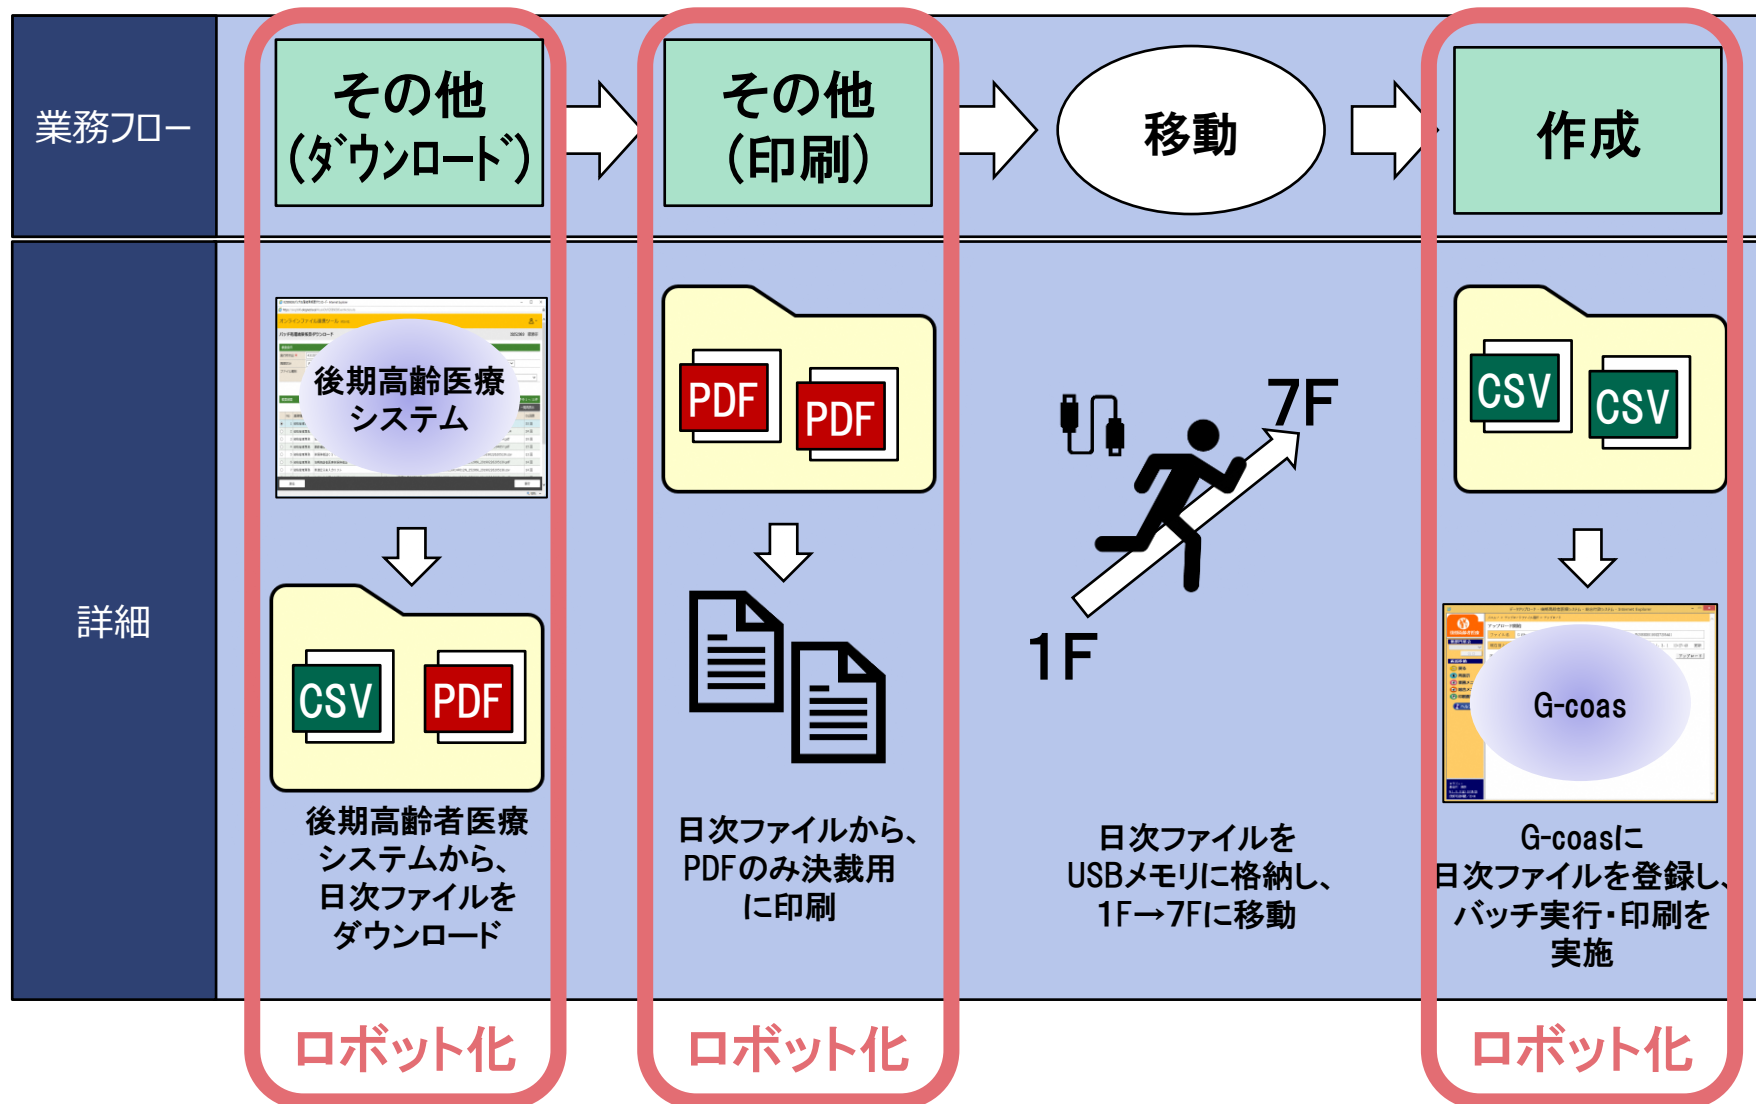 業務フロー
その他
（ダウンロード）
その他
（印刷）
移動
作成
詳細
後期高齢医療
システム
CSV
PDF
後期高齢者医療
システムから、
日次ファイルを
ダウンロード
ロボット化
PDF
PDF
日次ファイルから、
PDFのみ決裁用
に印刷
ロボット化
7F
1F
日次ファイルを
USBメモリに格納し、
1F→7Fに移動
CSV
CSV
G-coas
G-coasに
日次ファイルを登録し、
バッチ実行・印刷を
実施
ロボット化